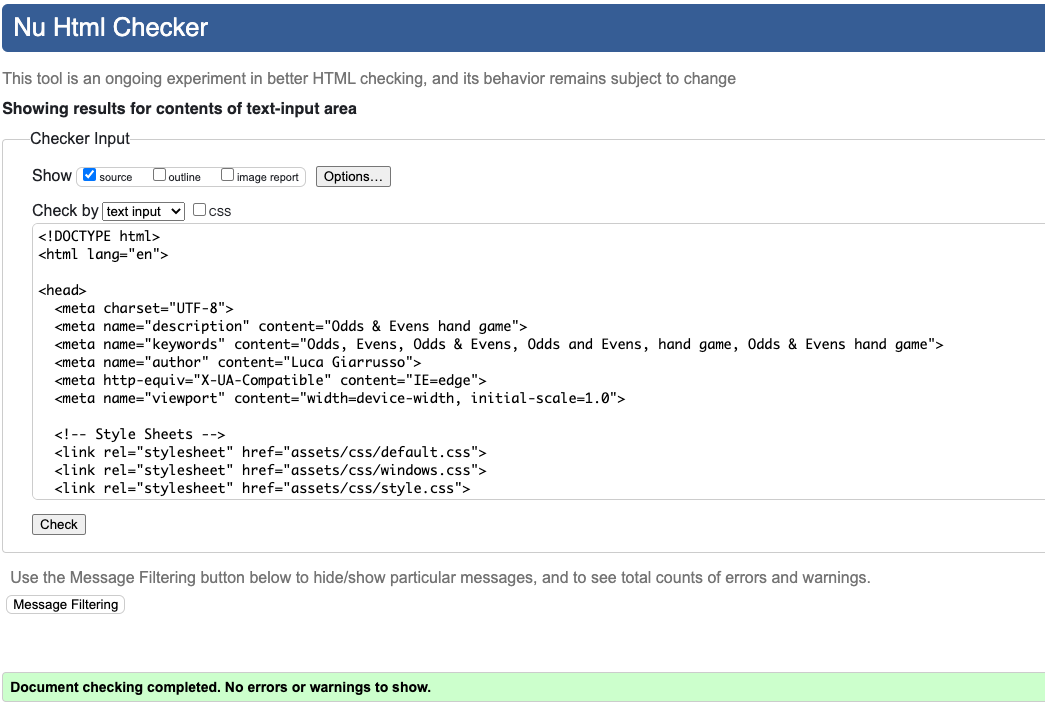 Nu Html Checker
This tool is an ongoing experiment in better HTML checking, and its behavior remains subject to change
Showing results for contents of text-input area
Checker Input
Show source outline image report Options...
Check by text input css
<!DOCTYPE html>
<html lang="en">
<head>
<meta charset="UTF-8">
<meta name="description" content="Odds & Evens hand game">
<meta name="keywords" content="Odds, Evens, Odds & Evens, Odds and Evens, hand game, Odds & Evens hand game">
<meta name="author" content="Luca Giarrusso">
<meta http-equiv="X-UA-Compatible" content="IE=edge">
<meta name="viewport" content="width=device-width, initial-scale=1.0">
<!-- Style Sheets -->
<link rel="stylesheet" href="assets/css/default.css">
<link rel="stylesheet" href="assets/css/windows.css">
<link rel="stylesheet" href="assets/css/style.css">
Check
Use the Message Filtering button below to hide/show particular messages, and to see total counts of errors and warnings.
Message Filtering
Document checking completed. No errors or warnings to show.